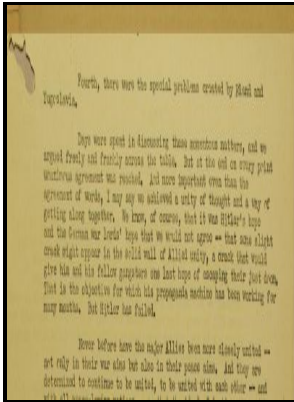 Fourth, there were the special problems created by Poland and
Yugoslavia.
Days were spent in discussing these momentous matters, and we
argued freely and frankly across the table. But at the end on every point
unanimous agreement was reached. And more important even than the
agreement of words, I may say we achieved a unity of thought and a way of
getting along together. We know, of course, that it was Hitler's hope
and the German war lords' hope that we would not agree -- that some slight
crack might appear in the solid wall of Allied unity, a crack that would
give him and his fellow gangsters one last hope of escaping their just doom.
That is the objective for which his propaganda machine has been working for
many months. But Hitler has failed.
Never before have the major Allies been more closely united --
not only in their war aims but also in their peace aims. And they are
determined to continue to be united, to be united with each other -- and
with all